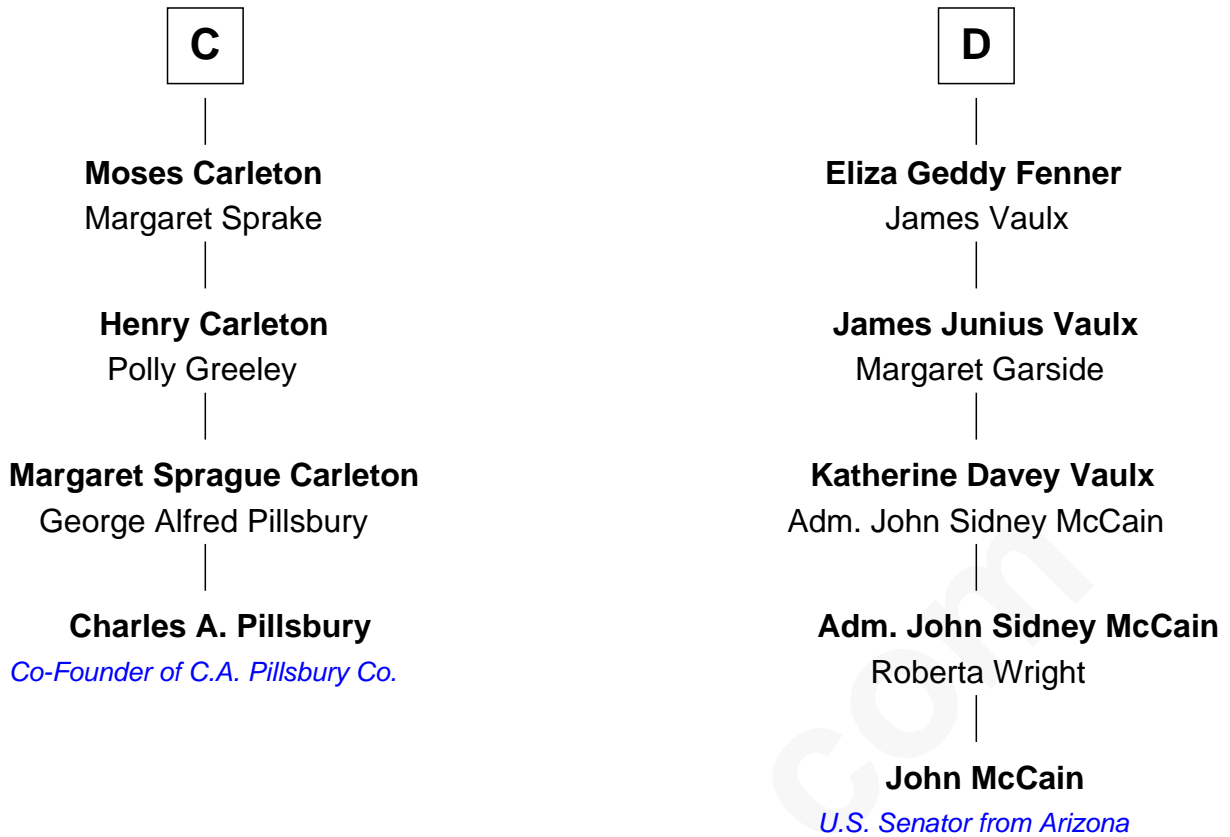 C
Moses Carleton
Margaret Sprake
Henry Carleton
Polly Greeley
Margaret Sprague Carleton
George Alfred Pillsbury
Charles A. Pillsbury
Co-Founder of C.A. Pillsbury Co.
D
Eliza Geddy Fenner
James Vaulx
James Junius Vaulx
Margaret Garside
Katherine Davey Vaulx
Adm. John Sidney McCain
Adm. John Sidney McCain
Roberta Wright
John McCain
U.S. Senator from Arizona
com